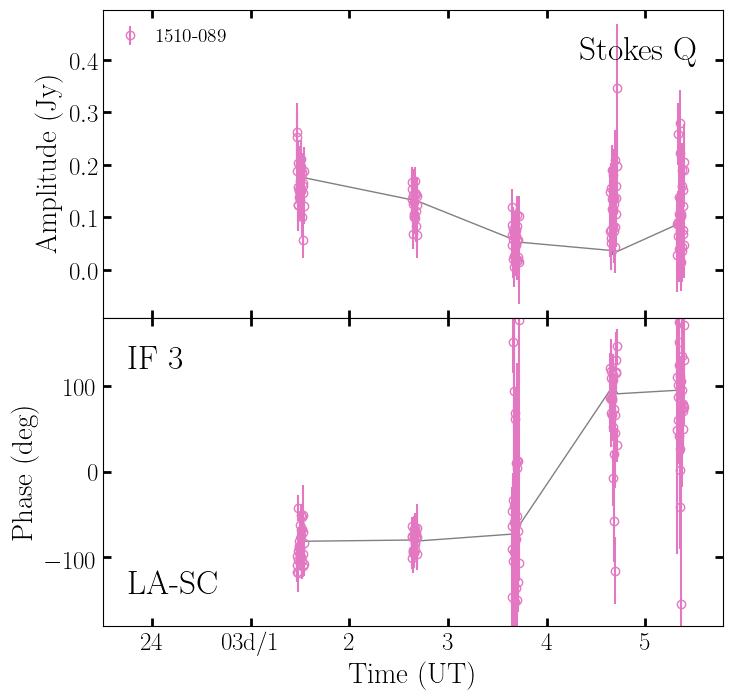 1510-089
Stokes Q
0.4
0.3
0.2
0.1
0.0
Amplitude (Jy)
IF 3
100
0
−100
Phase (deg)
LA-SC
24 03d/1 2 3 4 5
Time (UT)